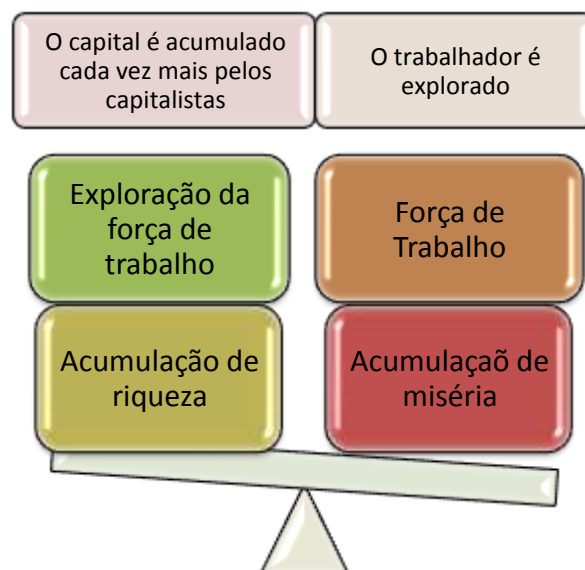 O capital é acumulado
cada vez mais pelos
capitalistas
O trabalhador é
explorado
Exploração da
força de
trabalho
Força de
Trabalho
Acumulação de
riqueza
Acumulaçaõ de
miséria